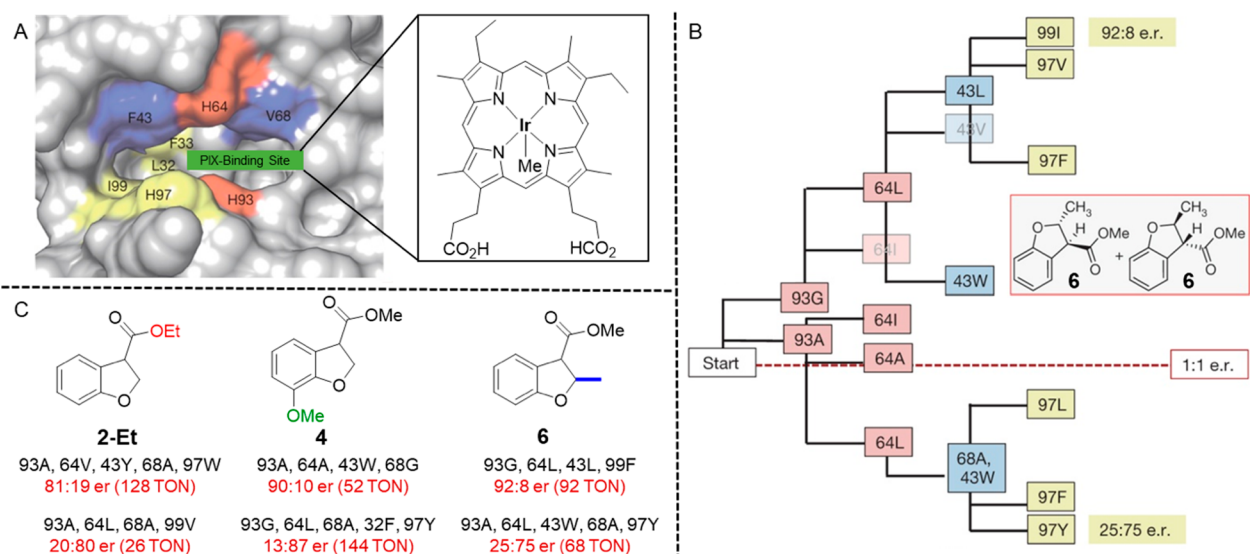 A
F43
H64
V68
F33
PIX-Binding Site
L32
I99
H97
H93
N
N
Ir
N
N
Me
CO2H
HCO2
B
99I
92:8 e.r.
97V
43L
43V
97F
64L
64I
43W
93G
64I
93A
64A
Start
1:1 e.r.
97L
64L
68A,
43W
97F
97Y
25:75 e.r.
CH3
O
H
OMe
O
6
+
CH3
O
H
OMe
O
6
C
O
OEt
O
2-Et
93A, 64V, 43Y, 68A, 97W
81:19 er (128 TON)
93A, 64L, 68A, 99V
20:80 er (26 TON)
O
OMe
O
OMe
4
93A, 64A, 43W, 68G
90:10 er (52 TON)
93G, 64L, 68A, 32F, 97Y
13:87 er (144 TON)
O
OMe
O
6
93G, 64L, 43L, 99F
92:8 er (92 TON)
93A, 64L, 43W, 68A, 97Y
25:75 er (68 TON)